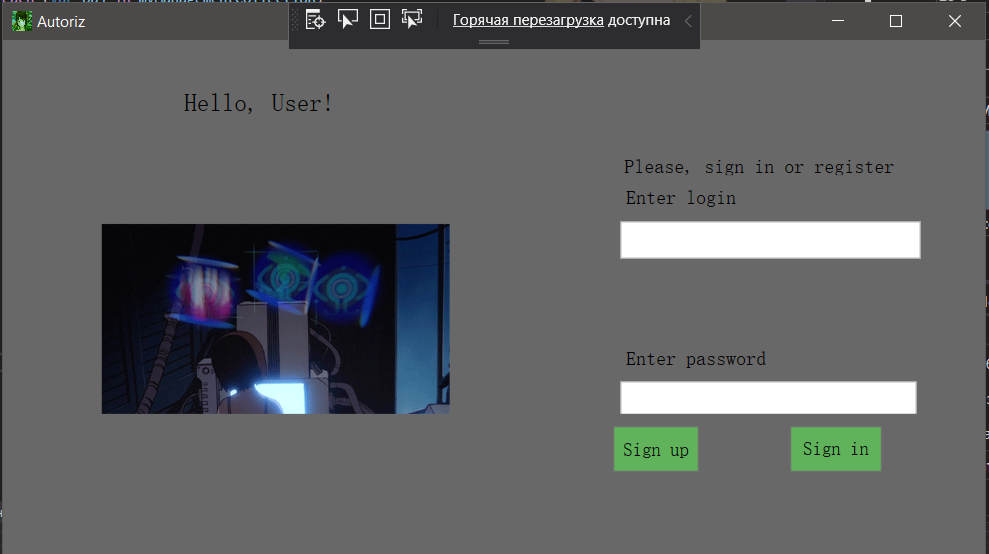 Autoriz
Горячая перезагрузка доступна
Hello, User!
Please, sign in or register
Enter login
Enter password
Sign up
Sign in